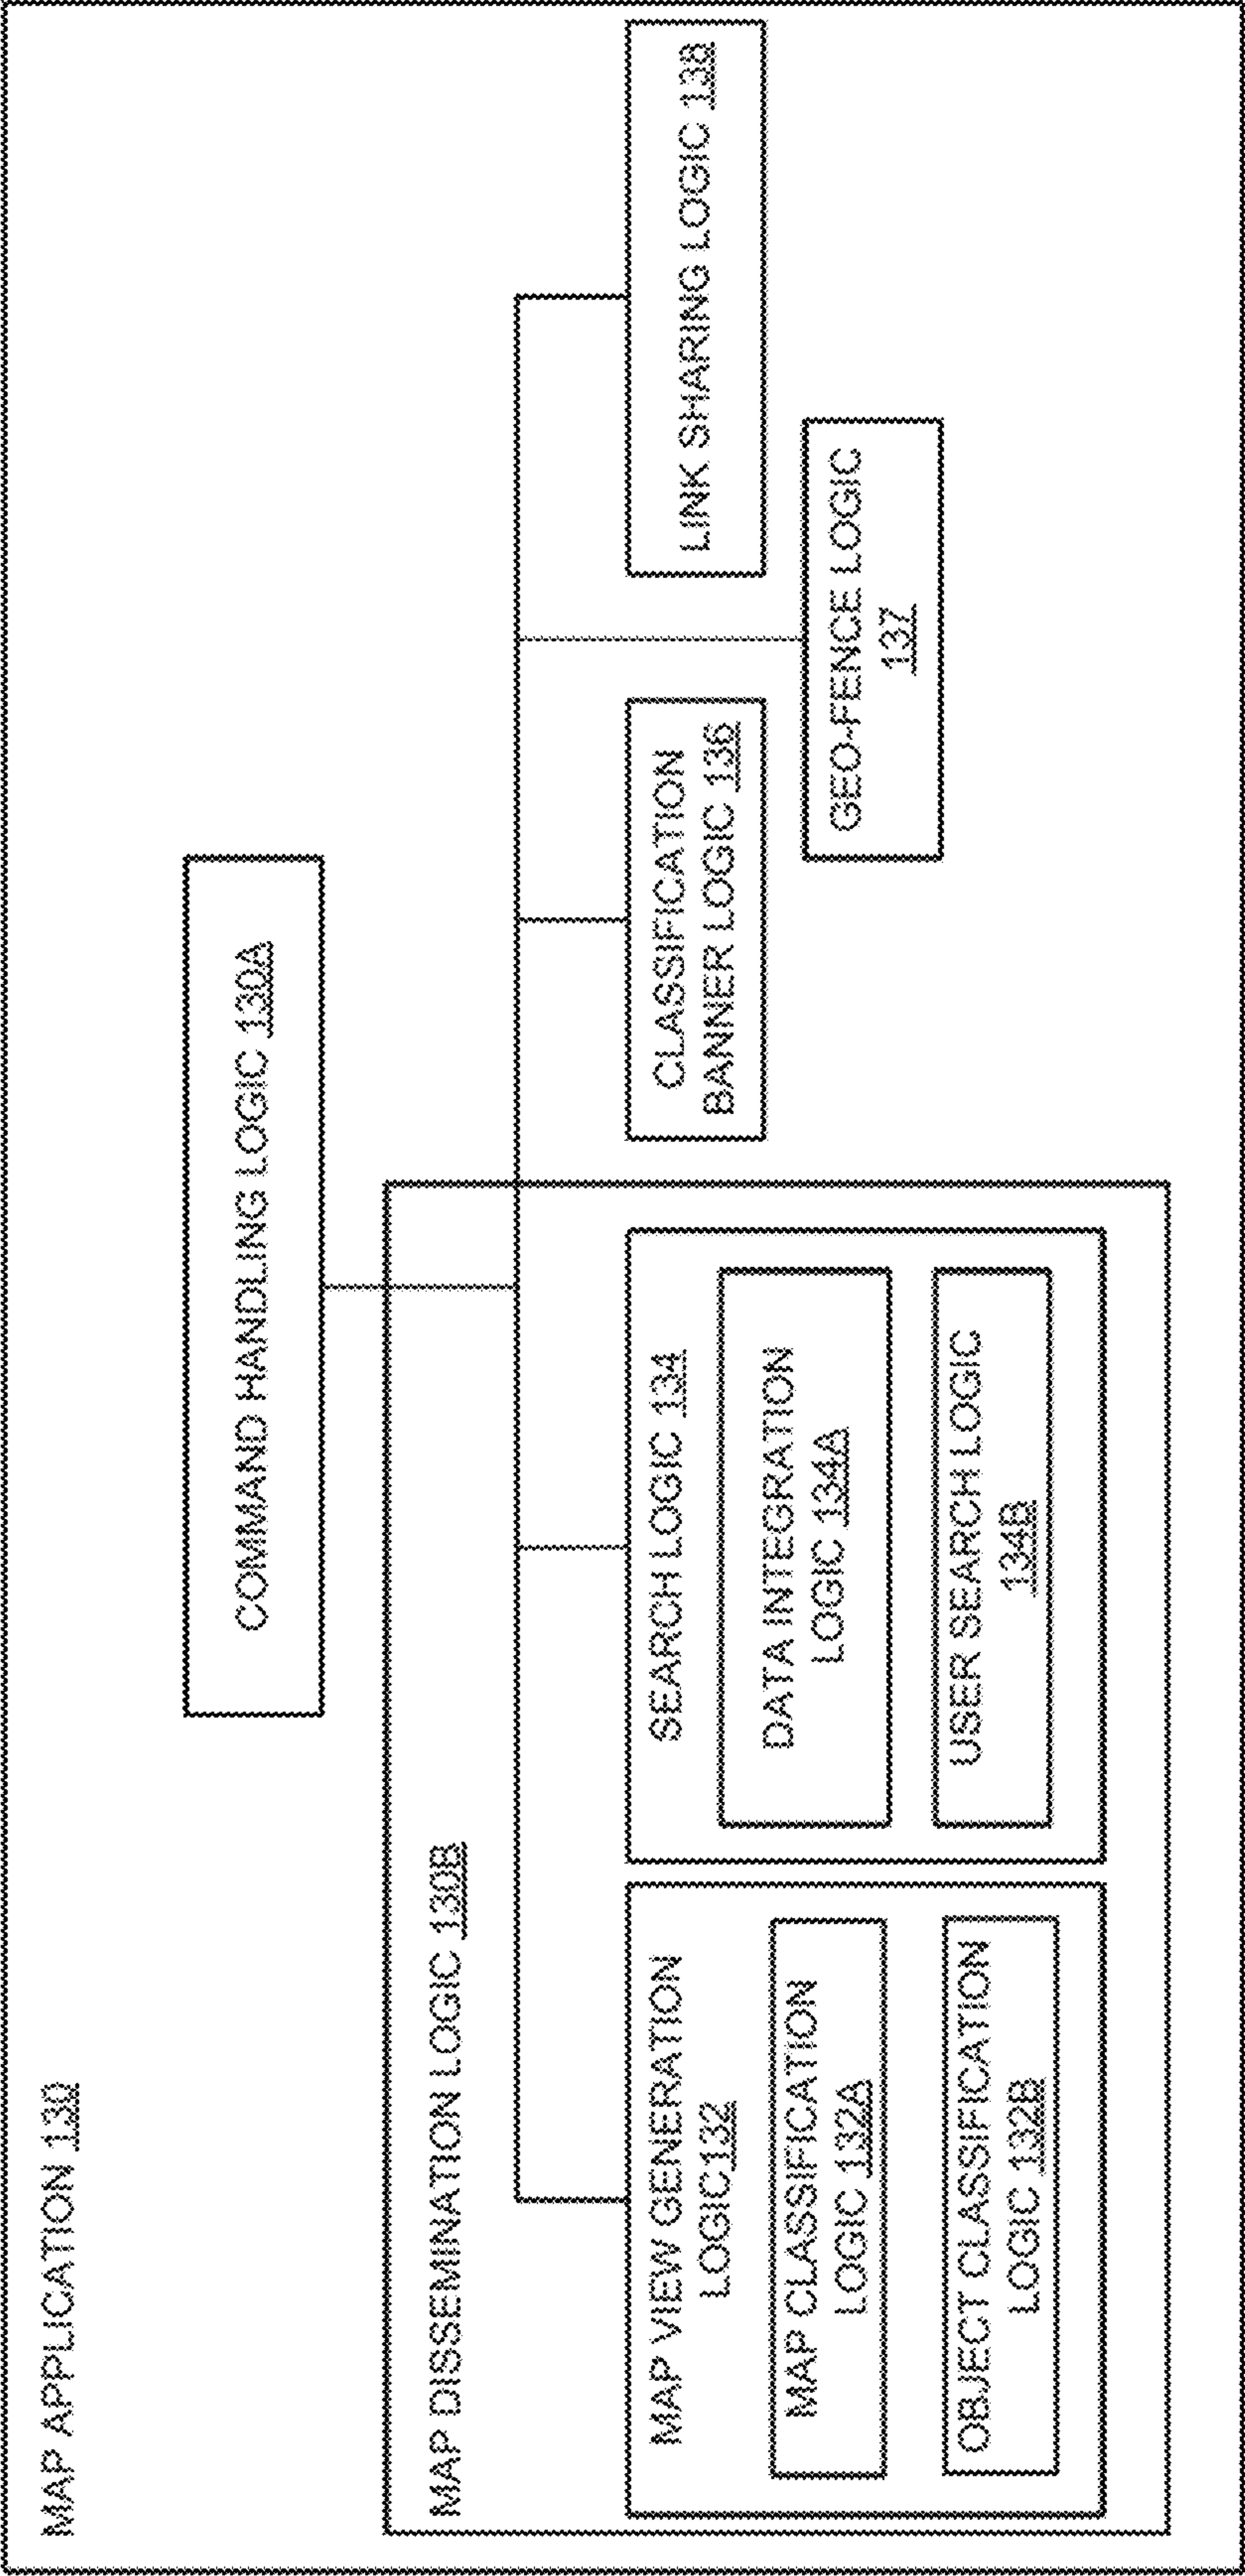 MAP APPLICATION 130
COMMAND HANDLING LOGIC 130A
MAP DISSEMINATION LOGIC 130B
MAP VIEW GENERATION
LOGIC132
MAP CLASSIFICATION
LOGIC 132A
OBJECT CLASSIFICATION
LOGIC 132B
SEARCH LOGIC 134
DATA INTEGRATION
LOGIC 134A
USER SEARCH LOGIC
134B
CLASSIFICATION
BANNER LOGIC 136
GEO-FENCE LOGIC
137
LINK SHARING LOGIC 138